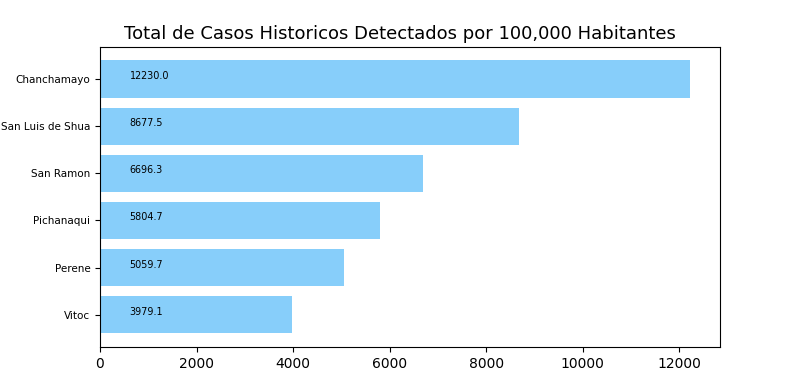 Total de Casos Historicos Detectados por 100,000 Habitantes
Chanchamayo 12230.0
San Luis de Shua 8677.5
San Ramon 6696.3
Pichanaqui 5804.7
Perene 5059.7
Vitoc 3979.1
0 2000 4000 6000 8000 10000 12000